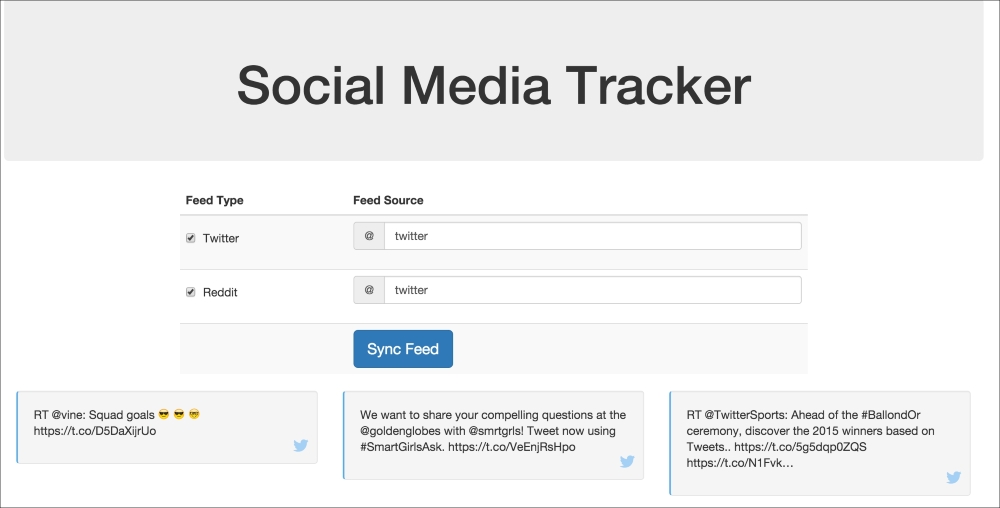 Social Media Tracker
Feed Type Feed Source
Twitter @ twitter
Reddit @ twitter
Sync Feed
RT @vine: Squad goals 😎 😎 🤓
https://t.co/D5DaXijrUo
We want to share your compelling questions at the
@goldenglobes with @smrtgrls! Tweet now using
#SmartGirlsAsk. https://t.co/VeEnjRsHpo
RT @TwitterSports: Ahead of the #BallondOr
ceremony, discover the 2015 winners based on
Tweets.. https://t.co/5g5dqp0ZQS
https://t.co/N1Fvk…